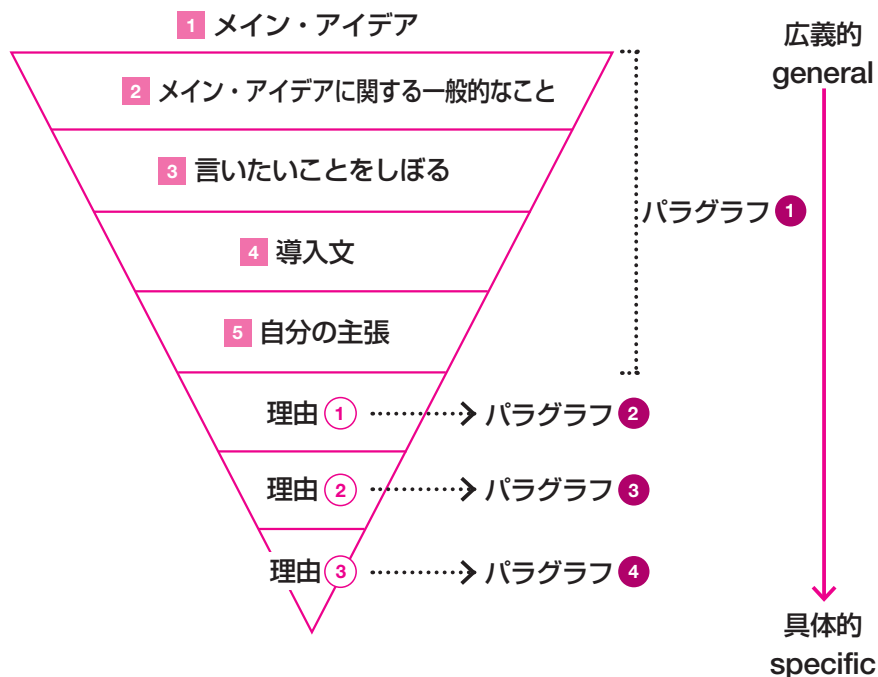 1 メイン・アイデア
2 メイン・アイデアに関する一般的なこと
3 言いたいことをしぼる
4 導入文
5 自分の主張
パラグラフ 1
理由 1 パラグラフ 2
理由 2 パラグラフ 3
理由 3 パラグラフ 4
広義的
general
具体的
specific